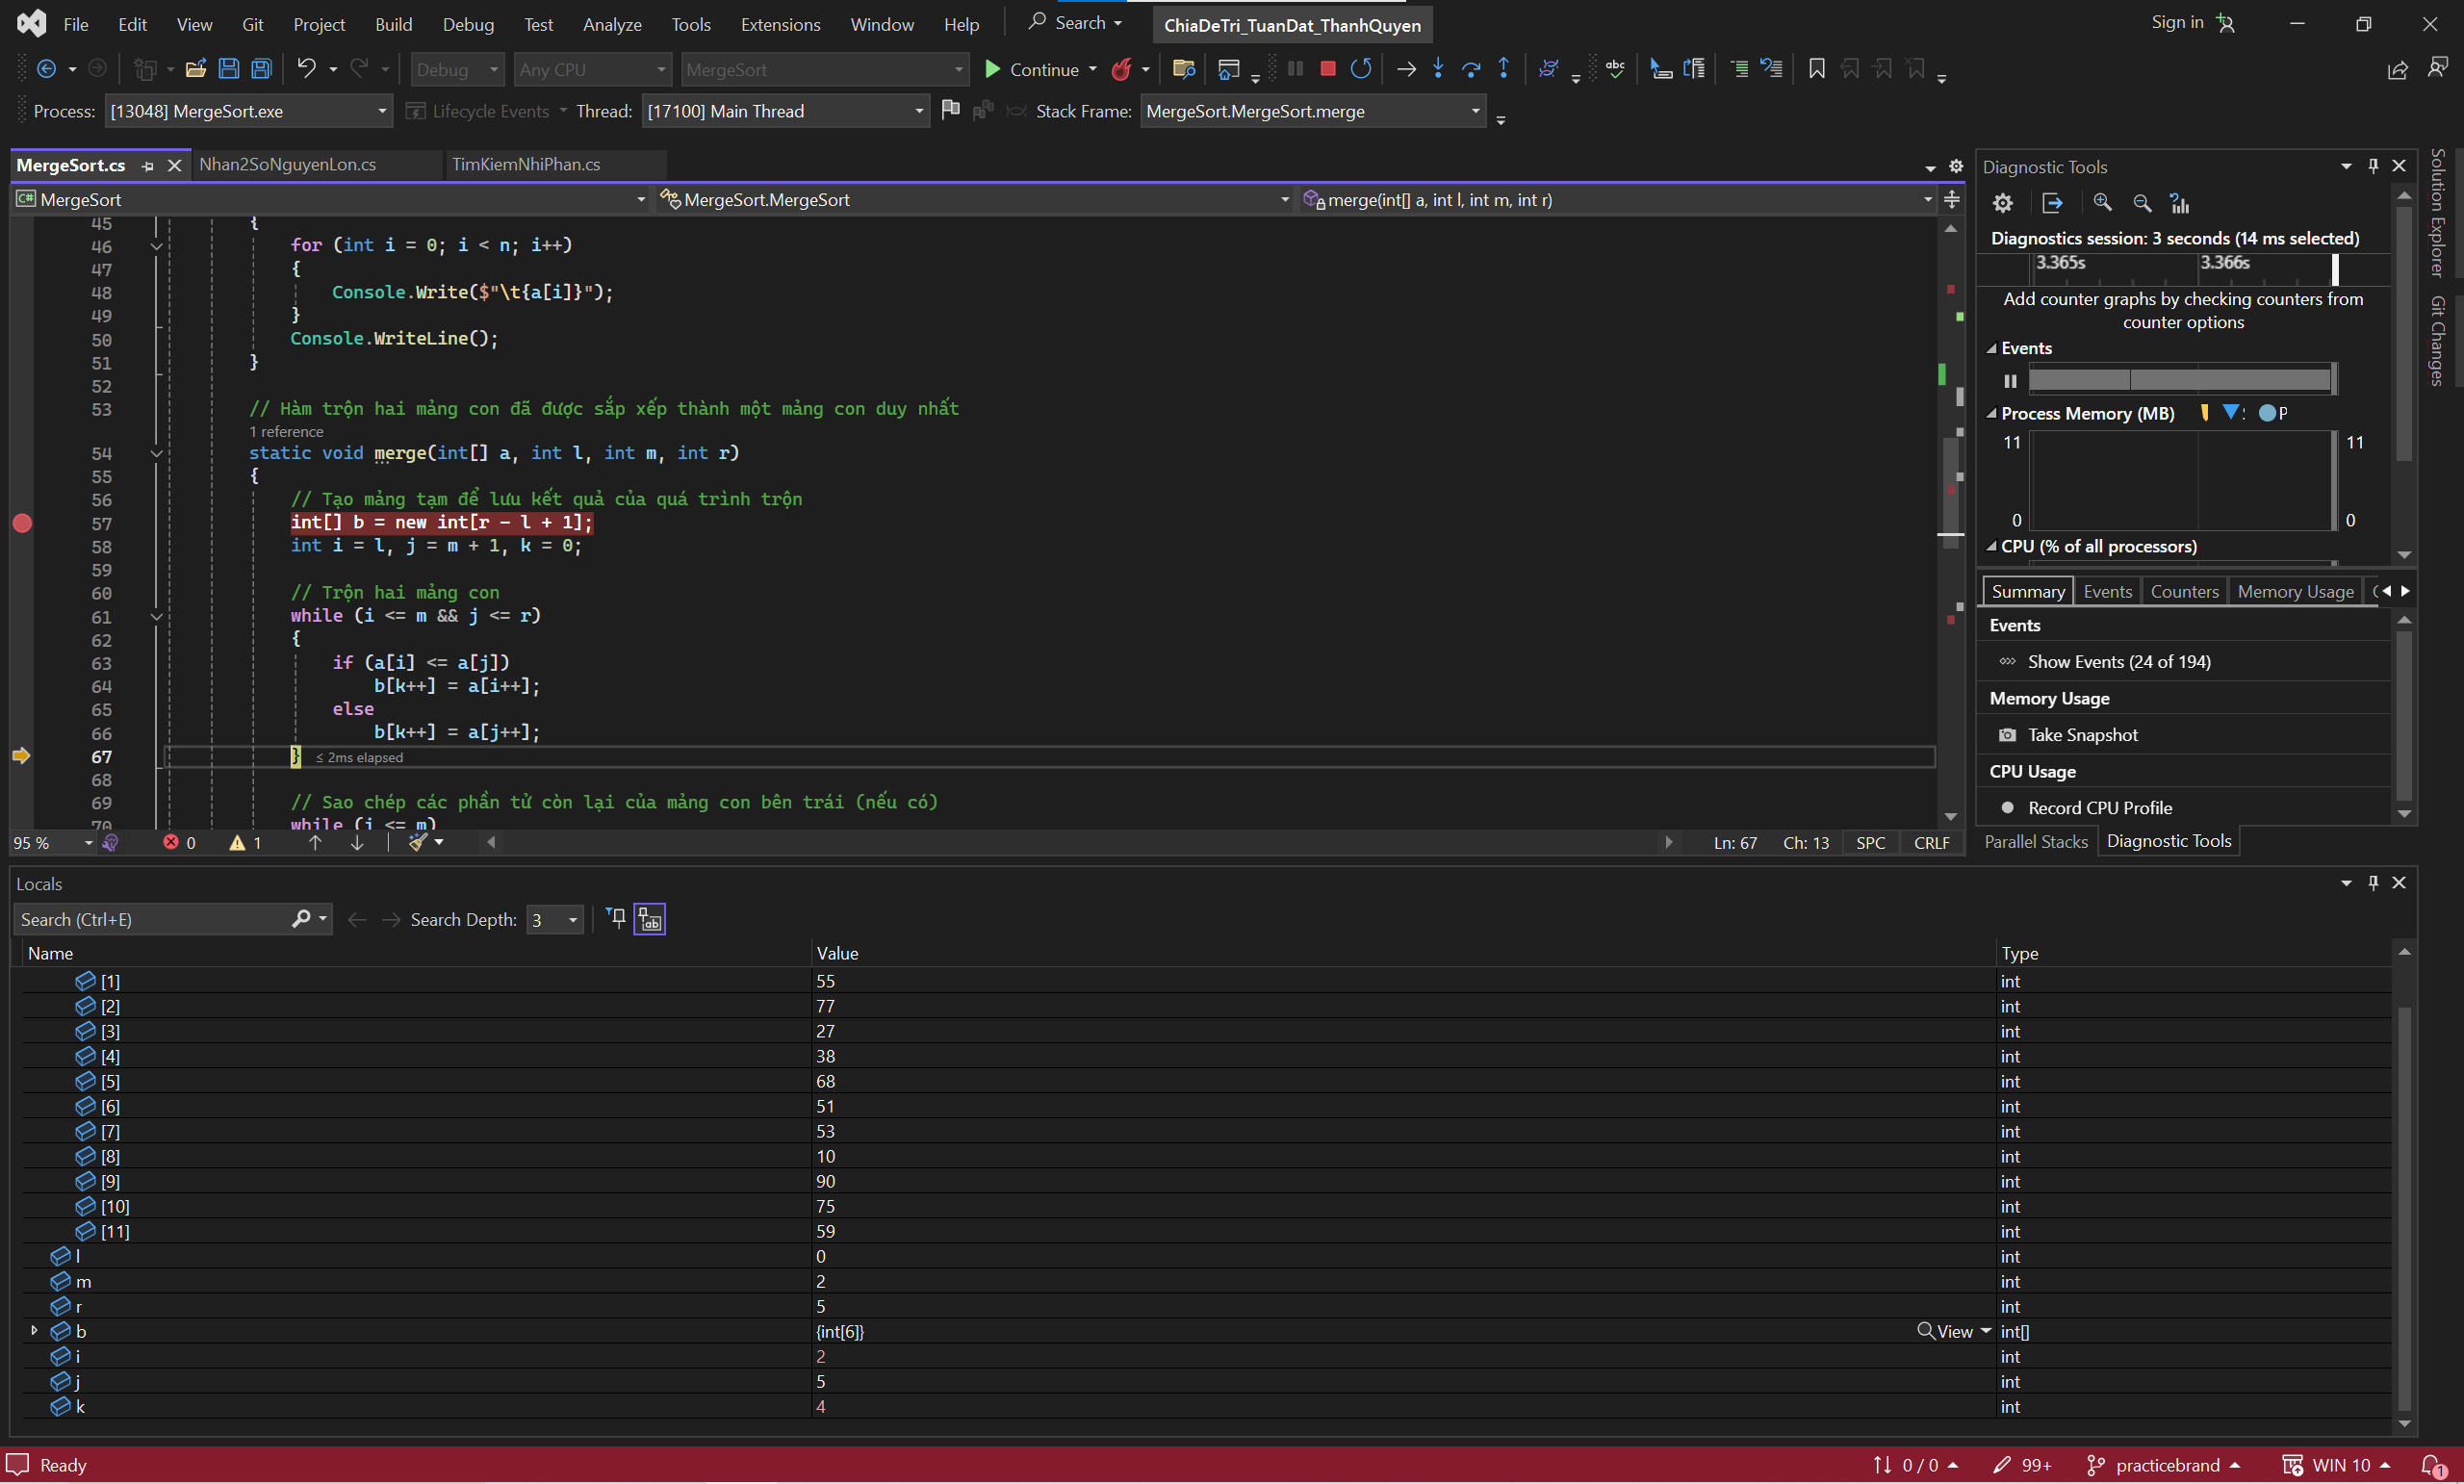 File Edit View Git Project Build Debug Test Analyze Tools Extensions Window Help Search ChiaDeTri_TuanDat_ThanhQuyen Sign in
Debug Any CPU MergeSort Continue
Process: [13048] MergeSort.exe Lifecycle Events Thread: [17100] Main Thread Stack Frame: MergeSort.MergeSort.merge
MergeSort.cs Nhan2SoNguyenLon.cs TimKiemNhiPhan.cs
C# MergeSort MergeSort.MergeSort merge(int[] a, int l, int m, int r)
45 {
46 for (int i = 0; i < n; i++)
47 {
48 Console.Write($"\t{a[i]}");
49 }
50 Console.WriteLine();
51 }
52
53 // Hàm trộn hai mảng con đã được sắp xếp thành một mảng con duy nhất
1 reference
54 static void merge(int[] a, int l, int m, int r)
55 {
56 // Tạo mảng tạm để lưu kết quả của quá trình trộn
57 int[] b = new int[r - l + 1];
58 int i = l, j = m + 1, k = 0;
59
60 // Trộn hai mảng con
61 while (i <= m && j <= r)
62 {
63 if (a[i] <= a[j])
64 b[k++] = a[i++];
65 else
66 b[k++] = a[j++];
67 } ≤ 2ms elapsed
68
69 // Sao chép các phần tử còn lại của mảng con bên trái (nếu có)
70 while (i <= m)
95 % 0 1 Ln: 67 Ch: 13 SPC CRLF
Diagnostic Tools
Diagnostics session: 3 seconds (14 ms selected)
3.365s 3.366s
Add counter graphs by checking counters from
counter options
Events
Process Memory (MB) P
11 11
0 0
CPU (% of all processors)
Summary Events Counters Memory Usage
Events
Show Events (24 of 194)
Memory Usage
Take Snapshot
CPU Usage
Record CPU Profile
Parallel Stacks Diagnostic Tools
Solution Explorer
Git Changes
Locals
Search (Ctrl+E) Search Depth: 3
Name Value Type
[1] 55 int
[2] 77 int
[3] 27 int
[4] 38 int
[5] 68 int
[6] 51 int
[7] 53 int
[8] 10 int
[9] 90 int
[10] 75 int
[11] 59 int
l 0 int
m 2 int
r 5 int
b {int[6]} View int[]
i 2 int
j 5 int
k 4 int
Ready 0 / 0 99+ practicebrand WIN 10 1